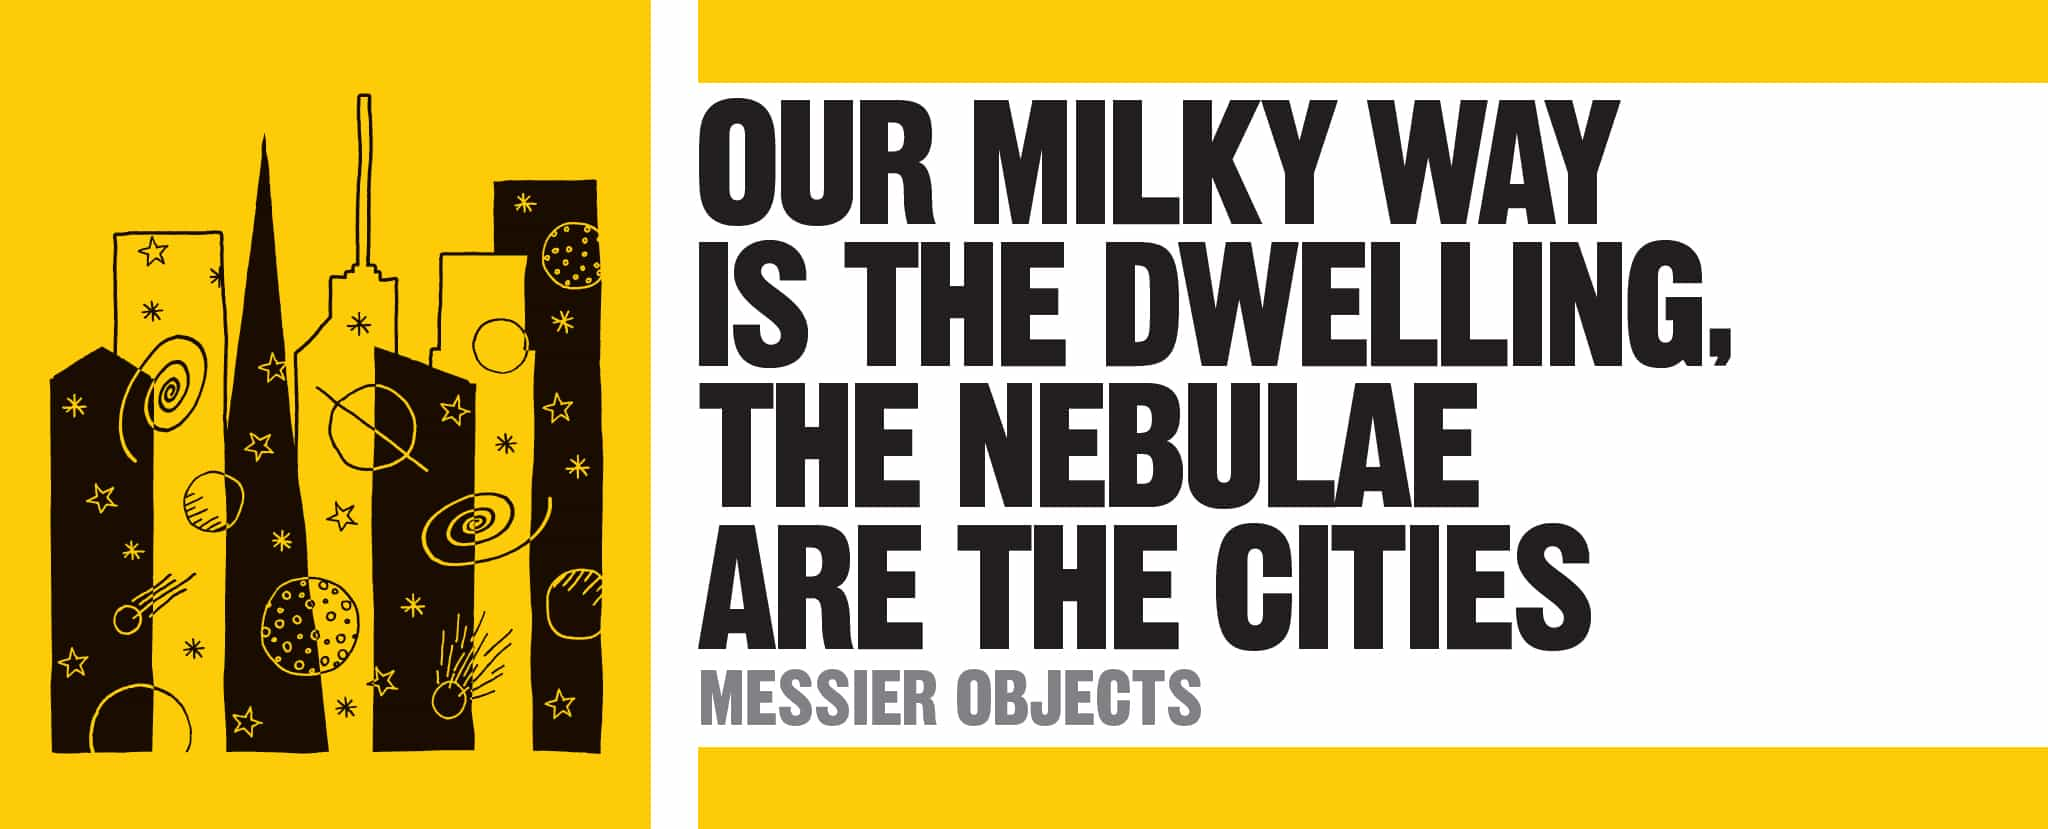 OUR MILKY WAY
IS THE DWELLING,
THE NEBULAE
ARE THE CITIES
MESSIER OBJECTS